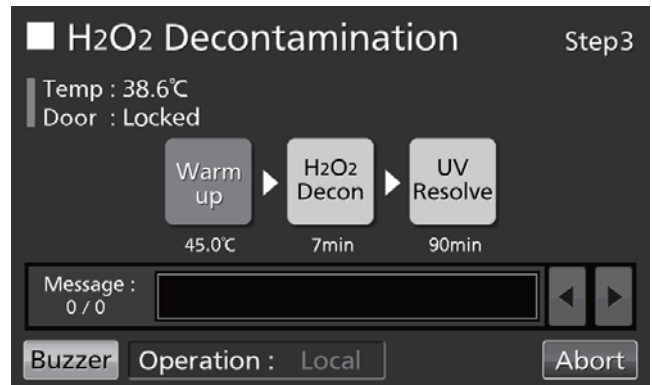 H2O2 Decontamination Step3
Temp : 38.6℃
Door : Locked
Warm up
H2O2 Decon
UV Resolve
45.0℃ 7min 90min
Message :
0 / 0
Buzzer Operation : Local Abort